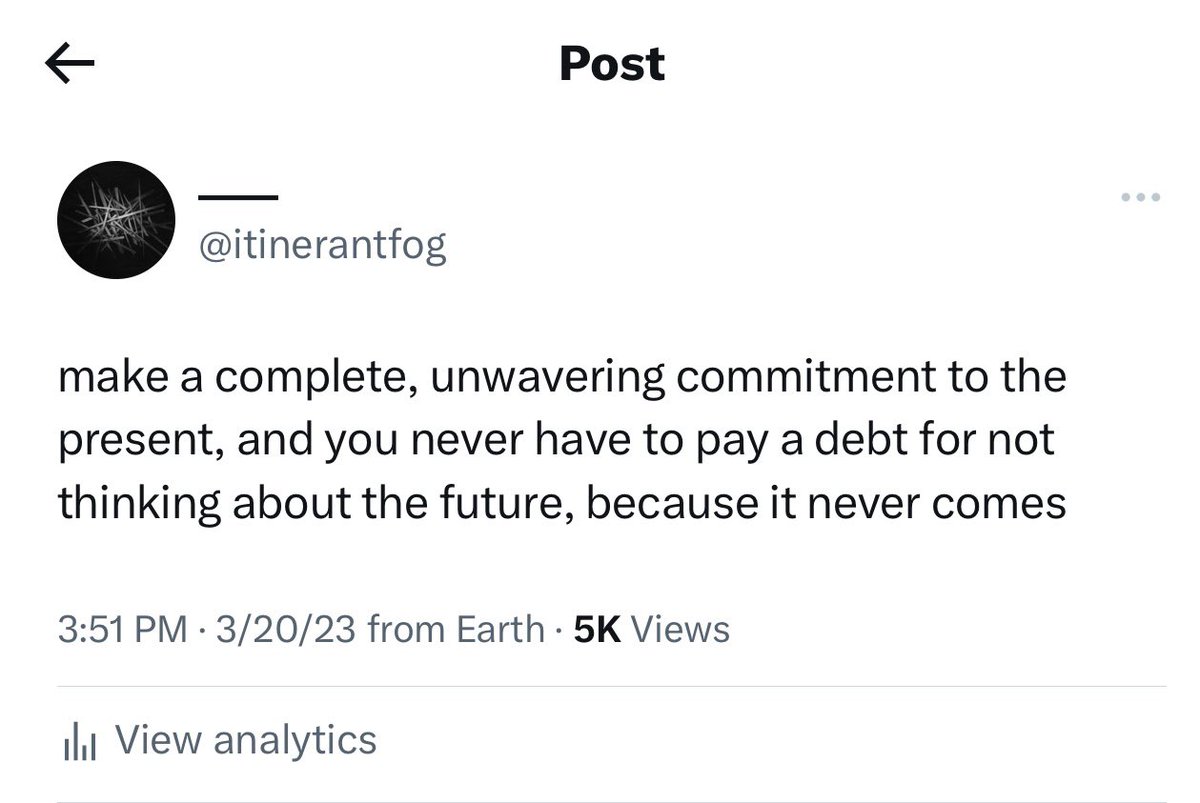 Post
@itinerantfog
make a complete, unwavering commitment to the
present, and you never have to pay a debt for not
thinking about the future, because it never comes
3:51 PM · 3/20/23 from Earth · 5K Views
View analytics